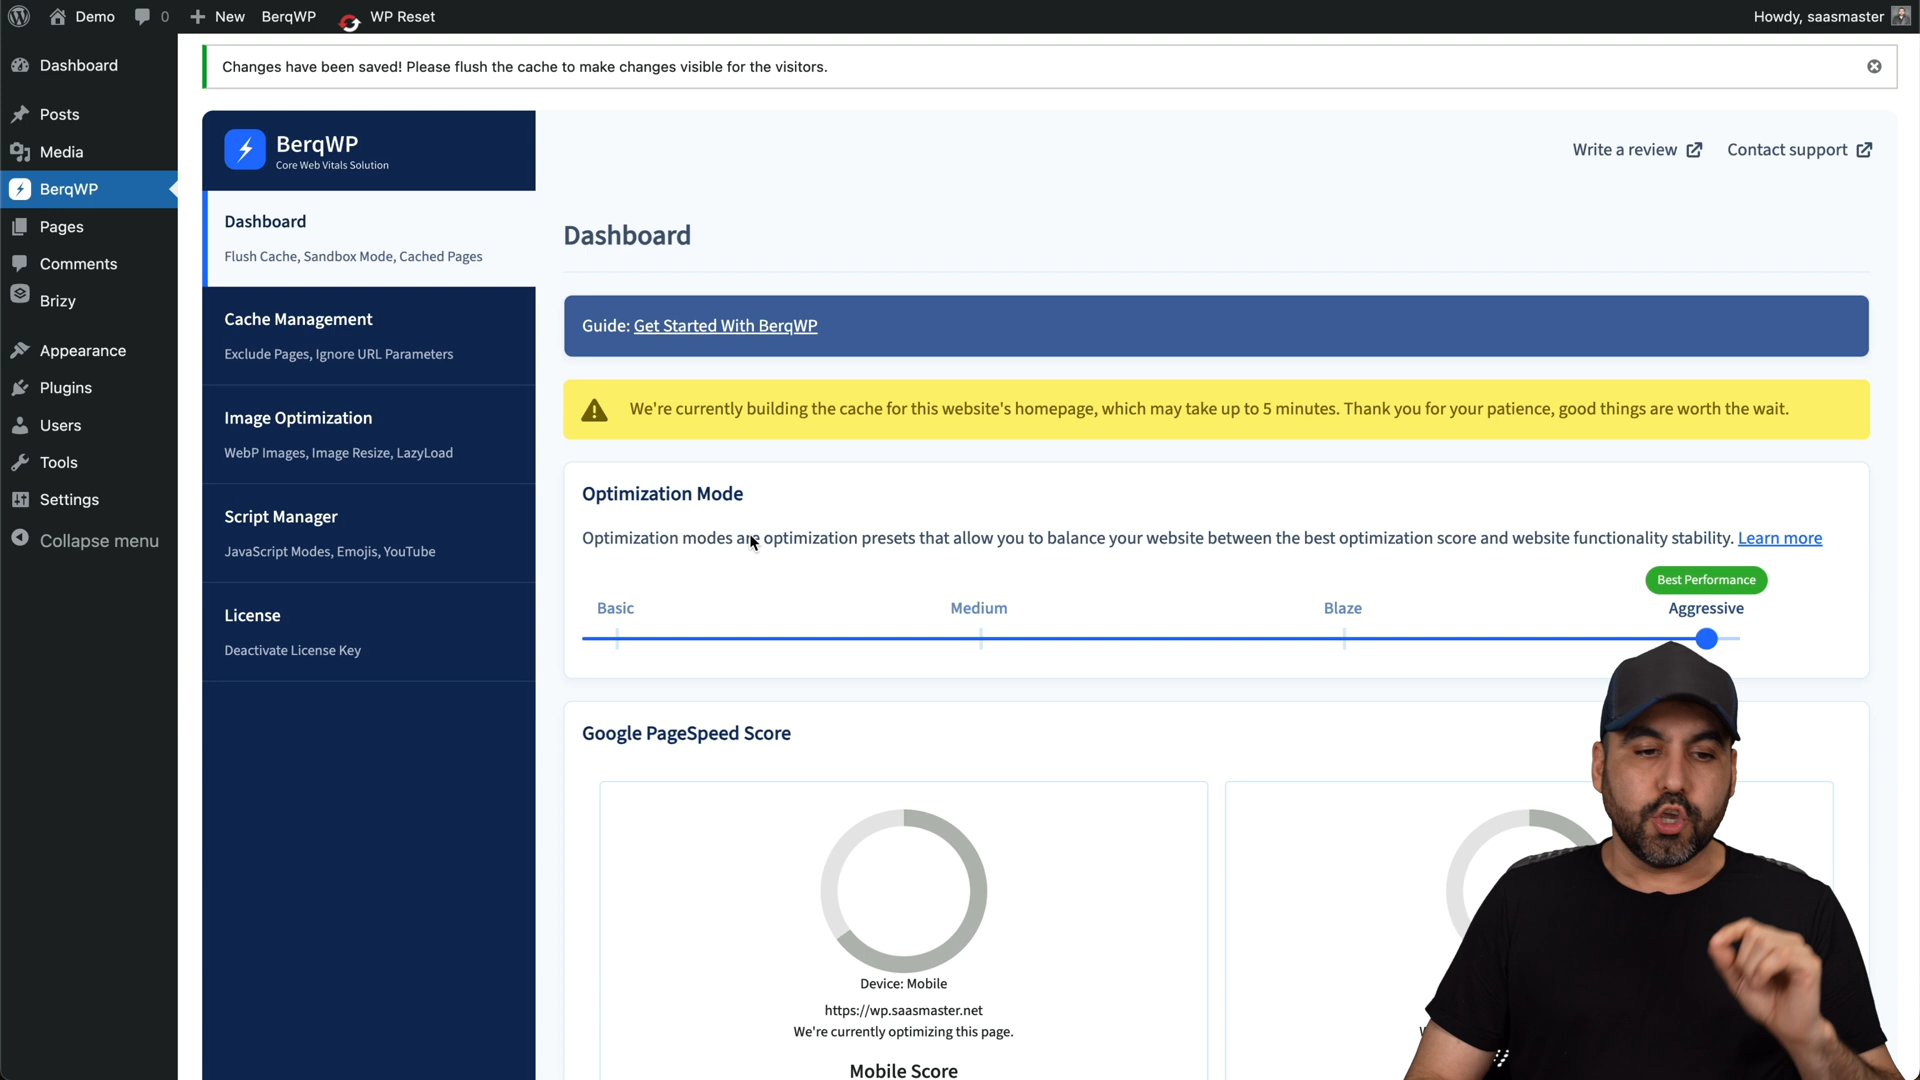 Demo
0
New
BerqWP
WP Reset
Howdy, saasmaster
Dashboard
Posts
Media
BerqWP
Pages
Comments
Brizy
Appearance
Plugins
Users
Tools
Settings
Collapse menu
Changes have been saved! Please flush the cache to make changes visible for the visitors.
BerqWP
Core Web Vitals Solution
Dashboard
Flush Cache, Sandbox Mode, Cached Pages
Cache Management
Exclude Pages, Ignore URL Parameters
Image Optimization
WebP Images, Image Resize, LazyLoad
Script Manager
JavaScript Modes, Emojis, YouTube
License
Deactivate License Key
Write a review
Contact support
Dashboard
Guide: Get Started With BerqWP
We're currently building the cache for this website's homepage, which may take up to 5 minutes. Thank you for your patience, good things are worth the wait.
Optimization Mode
Optimization modes are optimization presets that allow you to balance your website between the best optimization score and website functionality stability. Learn more
Best Performance
Basic
Medium
Blaze
Aggressive
Google PageSpeed Score
Device: Mobile
https://wp.saasmaster.net
We're currently optimizing this page.
Mobile Score